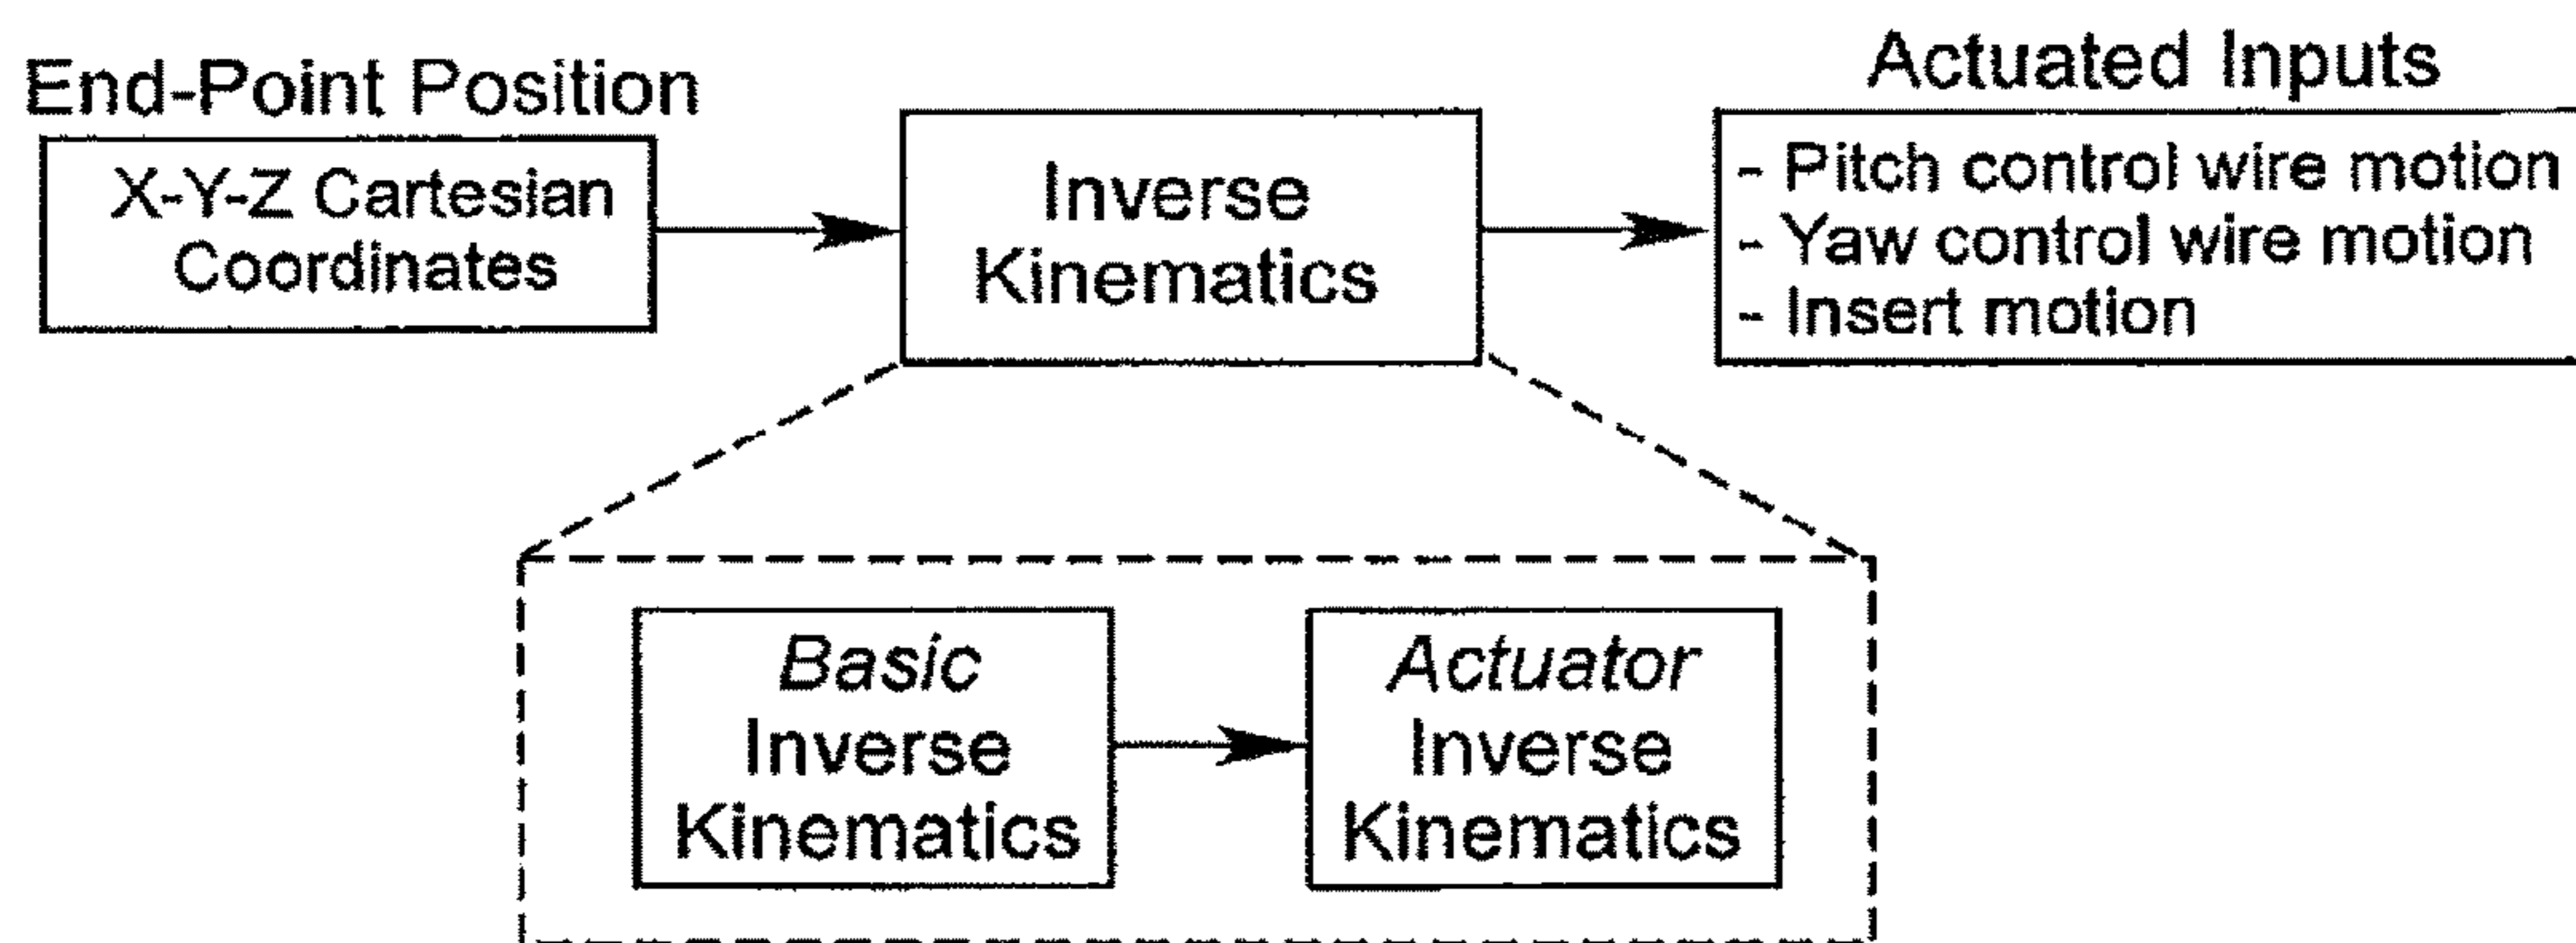 End-Point Position
X-Y-Z Cartesian
Coordinates
Inverse
Kinematics
Actuated Inputs
- Pitch control wire motion
- Yaw control wire motion
- Insert motion
Basic
Inverse
Kinematics
Actuator
Inverse
Kinematics